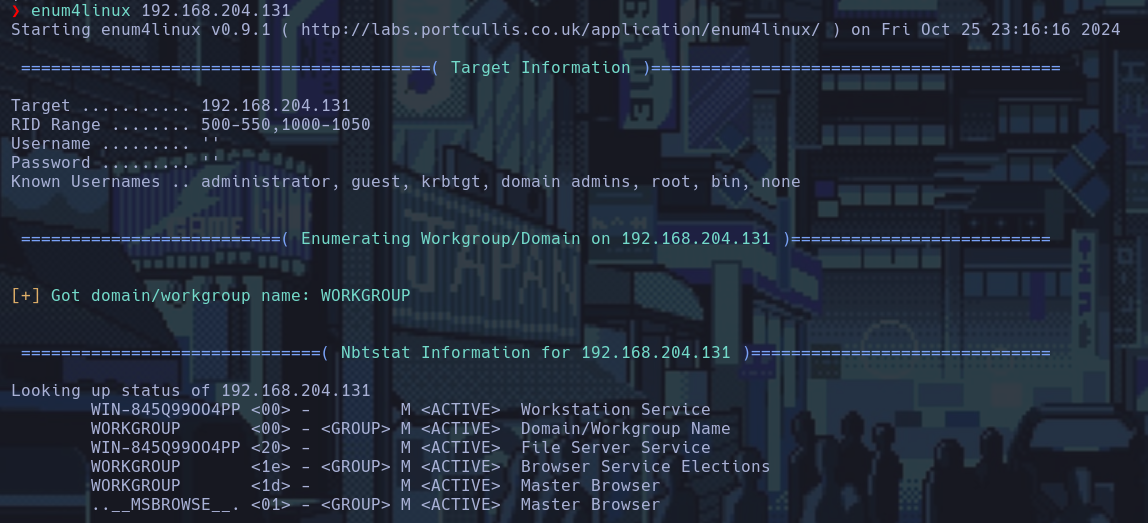 ❯ enum4linux 192.168.204.131
Starting enum4linux v0.9.1 ( http://labs.portcullis.co.uk/application/enum4linux/ ) on Fri Oct 25 23:16:16 2024
=========================================( Target Information )=========================================
Target ........... 192.168.204.131
RID Range ........ 500-550,1000-1050
Username ......... ''
Password ......... ''
Known Usernames .. administrator, guest, krbtgt, domain admins, root, bin, none
==========================( Enumerating Workgroup/Domain on 192.168.204.131 )==========================
[+] Got domain/workgroup name: WORKGROUP
==============================( Nbtstat Information for 192.168.204.131 )==============================
Looking up status of 192.168.204.131
WIN-845Q99OO4PP <00> -         M <ACTIVE>  Workstation Service
WORKGROUP       <00> - <GROUP> M <ACTIVE>  Domain/Workgroup Name
WIN-845Q99OO4PP <20> -         M <ACTIVE>  File Server Service
WORKGROUP       <1e> - <GROUP> M <ACTIVE>  Browser Service Elections
WORKGROUP       <1d> -         M <ACTIVE>  Master Browser
..__MSBROWSE__. <01> - <GROUP> M <ACTIVE>  Master Browser
GAME
JAPAN